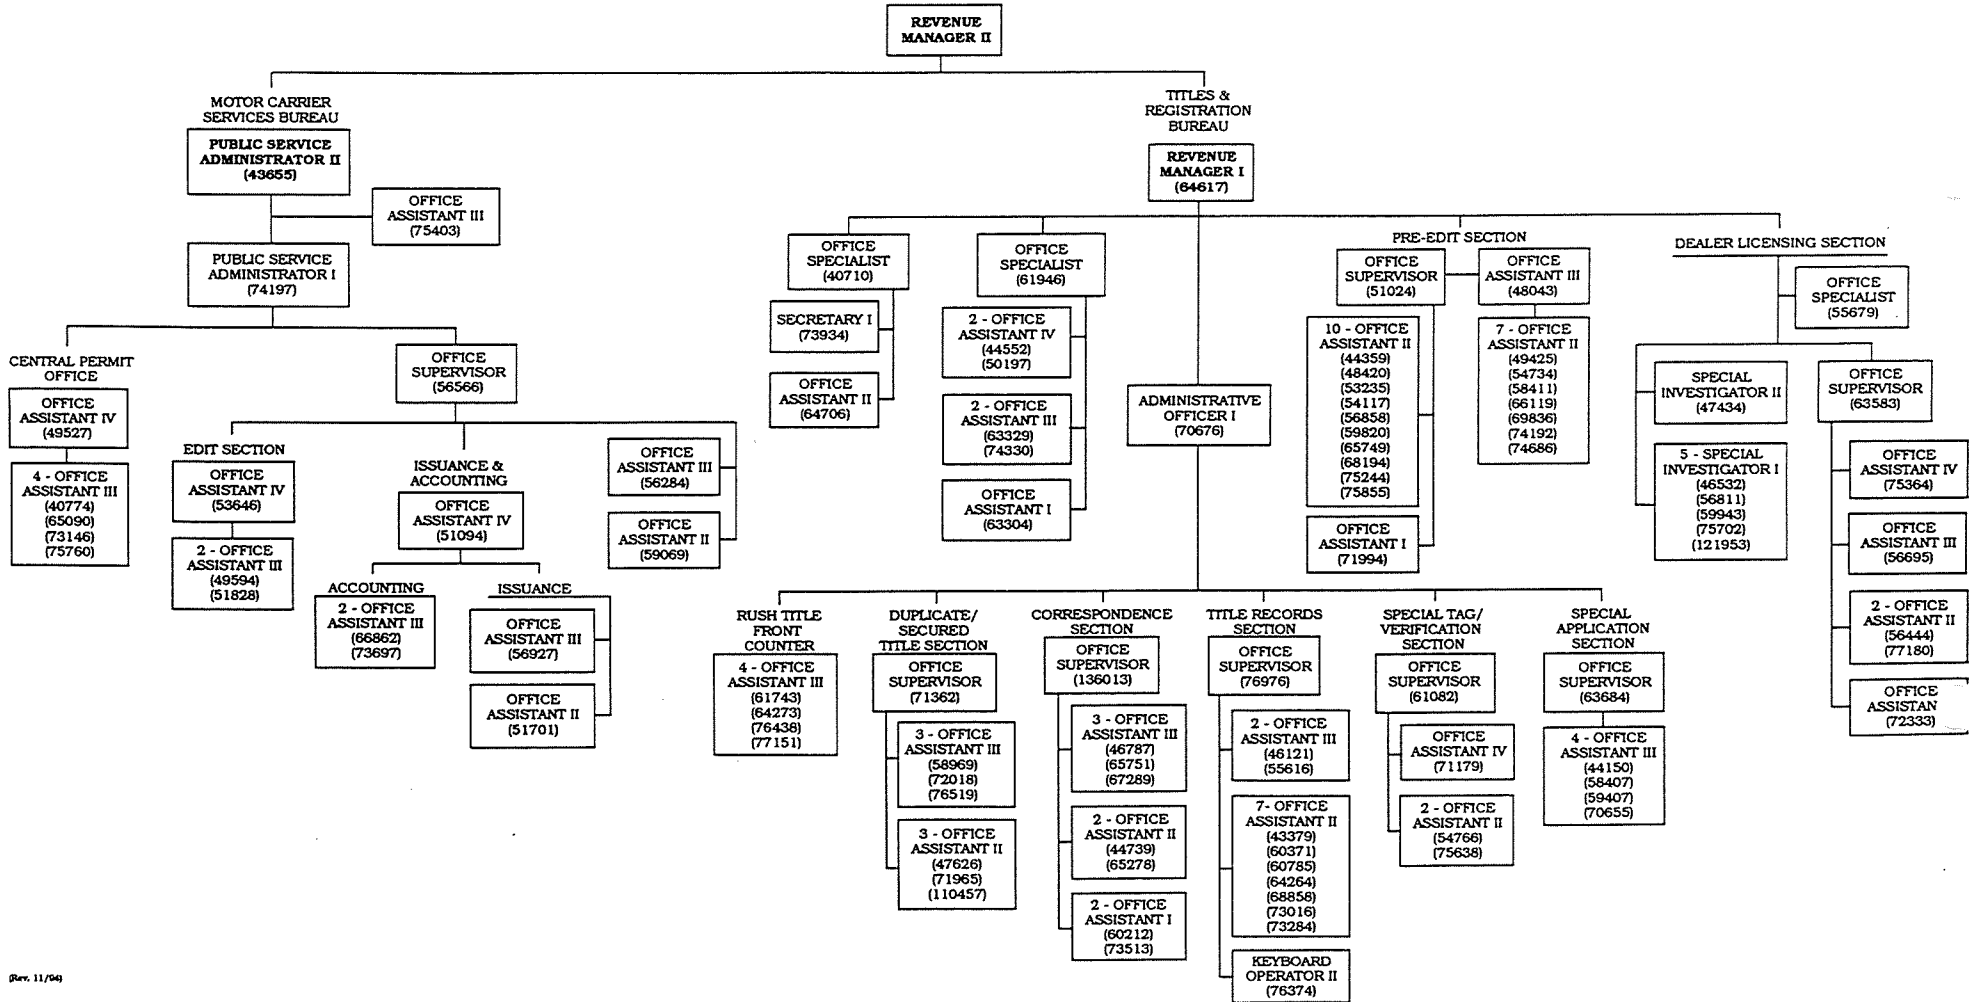 REVENUE
MANAGER II
MOTOR CARRIER
SERVICES BUREAU
PUBLIC SERVICE
ADMINISTRATOR II
(43655)
OFFICE
ASSISTANT III
(75403)
PUBLIC SERVICE
ADMINISTRATOR I
(74197)
CENTRAL PERMIT
OFFICE
OFFICE
ASSISTANT IV
(49527)
4 - OFFICE
ASSISTANT III
(40774)
(65090)
(73146)
(75760)
OFFICE
SUPERVISOR
(56566)
EDIT SECTION
OFFICE
ASSISTANT IV
(53646)
2 - OFFICE
ASSISTANT III
(49594)
(51828)
ISSUANCE &
ACCOUNTING
OFFICE
ASSISTANT IV
(51094)
ACCOUNTING
2 - OFFICE
ASSISTANT III
(66862)
(73697)
ISSUANCE
OFFICE
ASSISTANT III
(56927)
OFFICE
ASSISTANT II
(51701)
OFFICE
ASSISTANT III
(56284)
OFFICE
ASSISTANT II
(59069)
TITLES &
REGISTRATION
BUREAU
REVENUE
MANAGER I
(64617)
OFFICE
SPECIALIST
(40710)
SECRETARY I
(73934)
OFFICE
ASSISTANT II
(64706)
OFFICE
SPECIALIST
(61946)
2 - OFFICE
ASSISTANT IV
(44552)
(50197)
2 - OFFICE
ASSISTANT III
(63329)
(74330)
OFFICE
ASSISTANT I
(63304)
ADMINISTRATIVE
OFFICER I
(70676)
PRE-EDIT SECTION
OFFICE
SUPERVISOR
(51024)
OFFICE
ASSISTANT III
(48043)
10 - OFFICE
ASSISTANT II
(44359)
(48420)
(53235)
(54117)
(56858)
(59820)
(65749)
(68194)
(75244)
(75855)
OFFICE
ASSISTANT I
(71994)
7 - OFFICE
ASSISTANT II
(49425)
(54734)
(58411)
(66119)
(69836)
(74192)
(74686)
DEALER LICENSING SECTION
OFFICE
SPECIALIST
(55679)
SPECIAL
INVESTIGATOR II
(47434)
5 - SPECIAL
INVESTIGATOR I
(46532)
(56811)
(59943)
(75702)
(121953)
OFFICE
SUPERVISOR
(63583)
OFFICE
ASSISTANT IV
(75364)
OFFICE
ASSISTANT III
(56695)
2 - OFFICE
ASSISTANT II
(56444)
(77180)
OFFICE
ASSISTAN
(72333)
RUSH TITLE
FRONT
COUNTER
4 - OFFICE
ASSISTANT III
(61743)
(64273)
(76438)
(77151)
DUPLICATE/
SECURED
TITLE SECTION
OFFICE
SUPERVISOR
(71362)
3 - OFFICE
ASSISTANT III
(58969)
(72018)
(76519)
3 - OFFICE
ASSISTANT II
(47626)
(71965)
(110457)
CORRESPONDENCE
SECTION
OFFICE
SUPERVISOR
(136013)
3 - OFFICE
ASSISTANT III
(46787)
(65751)
(67289)
2 - OFFICE
ASSISTANT II
(44739)
(65278)
2 - OFFICE
ASSISTANT I
(60212)
(73513)
TITLE RECORDS
SECTION
OFFICE
SUPERVISOR
(76976)
2 - OFFICE
ASSISTANT III
(46121)
(55616)
7- OFFICE
ASSISTANT II
(43379)
(60371)
(60785)
(64264)
(68858)
(73016)
(73284)
KEYBOARD
OPERATOR II
(76374)
SPECIAL TAG/
VERIFICATION
SECTION
OFFICE
SUPERVISOR
(61082)
OFFICE
ASSISTANT IV
(71179)
2 - OFFICE
ASSISTANT II
(54766)
(75638)
SPECIAL
APPLICATION
SECTION
OFFICE
SUPERVISOR
(63684)
4 - OFFICE
ASSISTANT III
(44150)
(58407)
(59407)
(70655)
(Rev. 11/94)